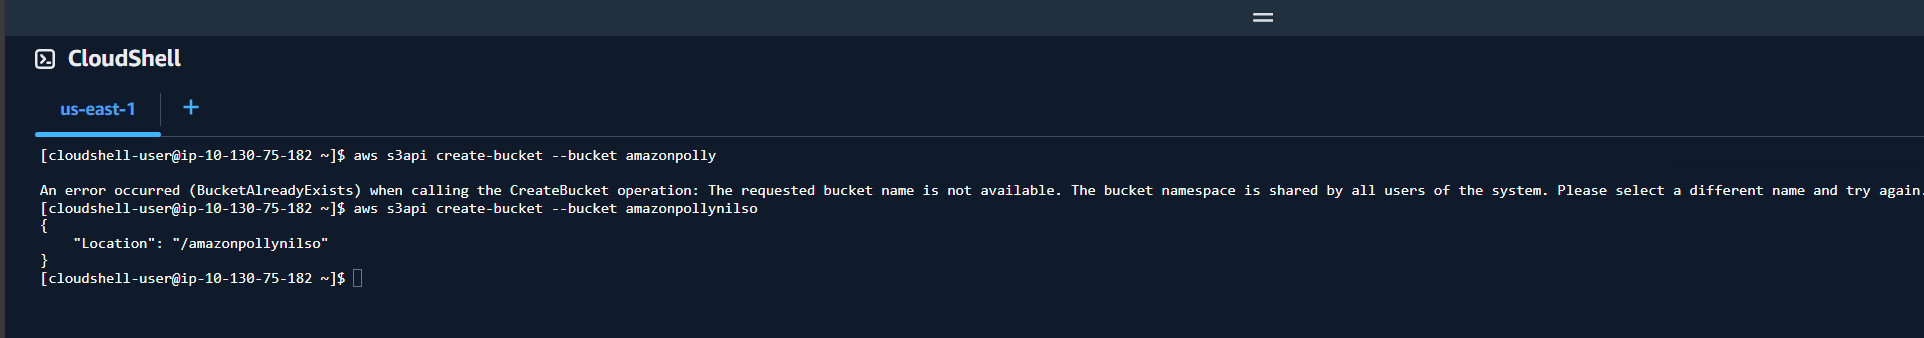 CloudShell
us-east-1
[cloudshell-user@ip-10-130-75-182 ~]$ aws s3api create-bucket --bucket amazonpolly
An error occurred (BucketAlreadyExists) when calling the CreateBucket operation: The requested bucket name is not available. The bucket namespace is shared by all users of the system. Please select a different name and try again.
[cloudshell-user@ip-10-130-75-182 ~]$ aws s3api create-bucket --bucket amazonpollynilso
{
    "Location": "/amazonpollynilso"
}
[cloudshell-user@ip-10-130-75-182 ~]$